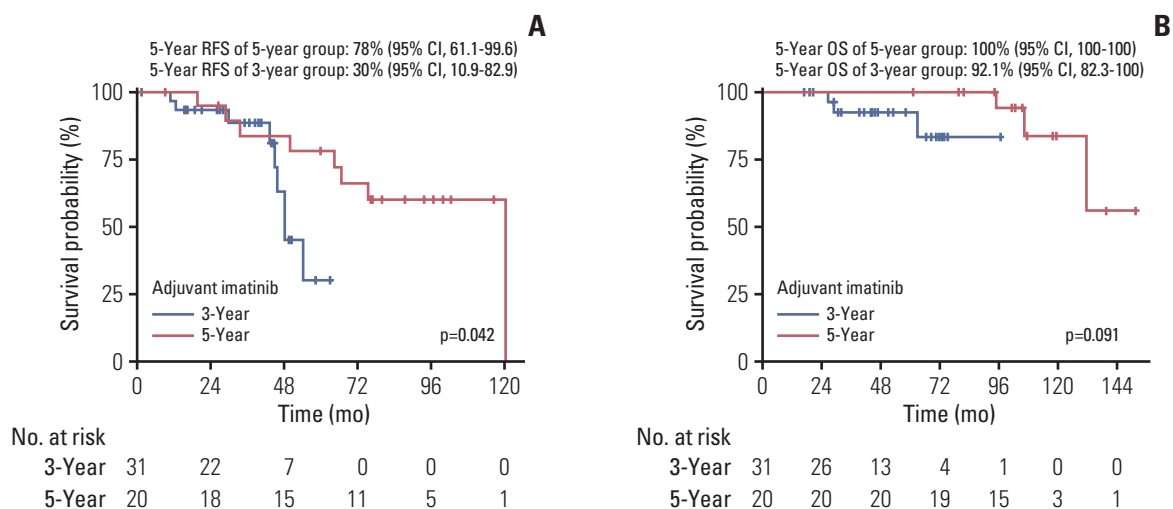 A
5-Year RFS of 5-year group: 78% (95% CI, 61.1-99.6)
5-Year RFS of 3-year group: 30% (95% CI, 10.9-82.9)
100
75
50
25
0
Survival probability (%)
Adjuvant imatinib
3-Year
5-Year
p=0.042
0 24 48 72 96 120
Time (mo)
No. at risk
3-Year 31 22 7 0 0 0
5-Year 20 18 15 11 5 1
B
5-Year OS of 5-year group: 100% (95% CI, 100-100)
5-Year OS of 3-year group: 92.1% (95% CI, 82.3-100)
100
75
50
25
0
Survival probability (%)
Adjuvant imatinib
3-Year
5-Year
p=0.091
0 24 48 72 96 120 144
Time (mo)
No. at risk
3-Year 31 26 13 4 1 0 0
5-Year 20 20 20 19 15 3 1